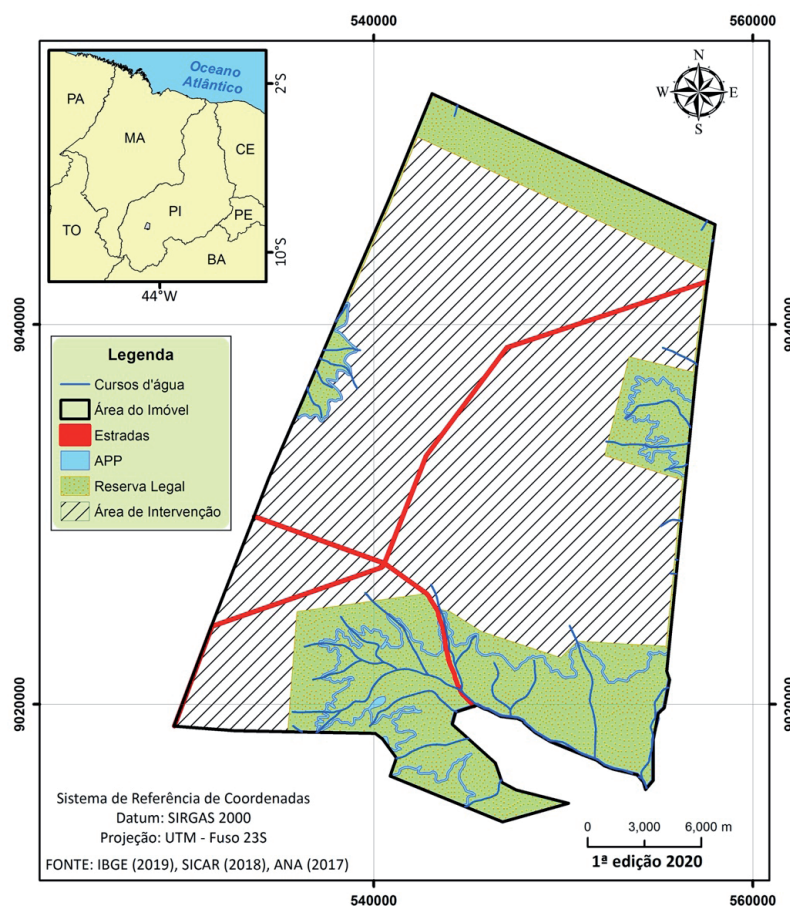 540000
560000
Oceano
Atlântico
2°S
PA
MA
CE
PI
PE
TO
BA
10°S
44°W
N
W
E
S
9040000
9040000
Legenda
Cursos d'água
Área do Imóvel
Estradas
APP
Reserva Legal
Área de Intervenção
9020000
9020000
Sistema de Referência de Coordenadas
Datum: SIRGAS 2000
Projeção: UTM - Fuso 23S
FONTE: IBGE (2019), SICAR (2018), ANA (2017)
0 3,000 6,000 m
1ª edição 2020
540000
560000